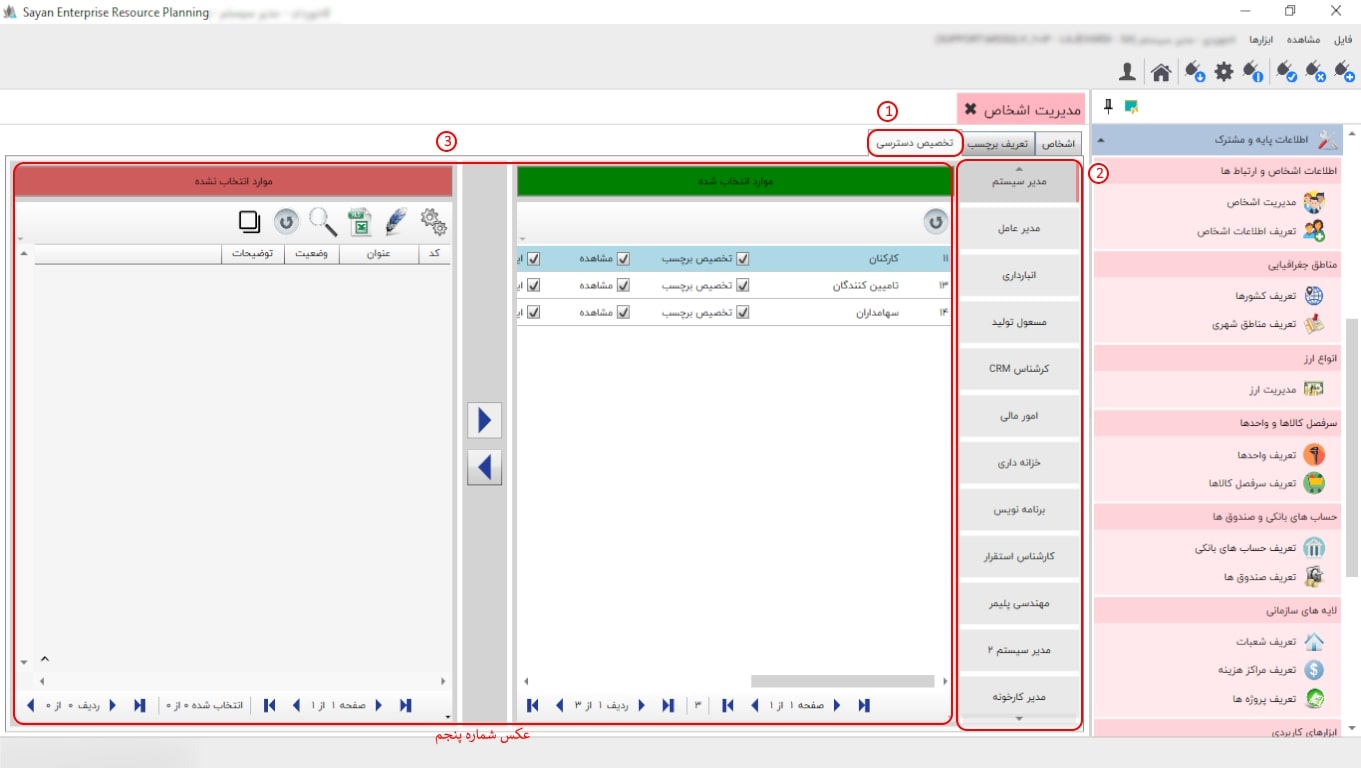 Sayan Enterprise Resource Planning
فایل مشاهده ابزارها
مدیریت اشخاص
اشخاص
تعریف برچسب
تخصیص دسترسی
1
2
3
اطلاعات پایه و مشترک
اطلاعات اشخاص و ارتباط ها
مدیریت اشخاص
تعریف اطلاعات اشخاص
مناطق جغرافیایی
تعریف کشورها
تعریف مناطق شهری
انواع ارز
مدیریت ارز
سرفصل کالاها و واحدها
تعریف واحدها
تعریف سرفصل کالاها
حساب های بانکی و صندوق ها
تعریف حساب های بانکی
تعریف صندوق ها
لایه های سازمانی
تعریف شعبات
تعریف مراکز هزینه
تعریف پروژه ها
ابزارهای کاربردی
مدیر سیستم
مدیر عامل
انبارداری
مسعول تولید
کرشناس CRM
امور مالی
خزانه داری
برنامه نویس
کارشناس استقرار
مهندسی پلیمر
مدیر سیستم ۲
مدیر کارخونه
موارد انتخاب شده
۱۱ کارکنان تخصیص برچسب مشاهده ای
۱۳ تامیین کنندگان تخصیص برچسب مشاهده ای
۱۴ سهامداران تخصیص برچسب مشاهده ای
صفحه ۱ از ۱
۳
ردیف ۱ از ۳
موارد انتخاب نشده
کد عنوان وضعیت توضیحات
صفحه ۱ از ۱
انتخاب شده ۰ از ۰
ردیف ۰ از ۰
عکس شماره پنجم